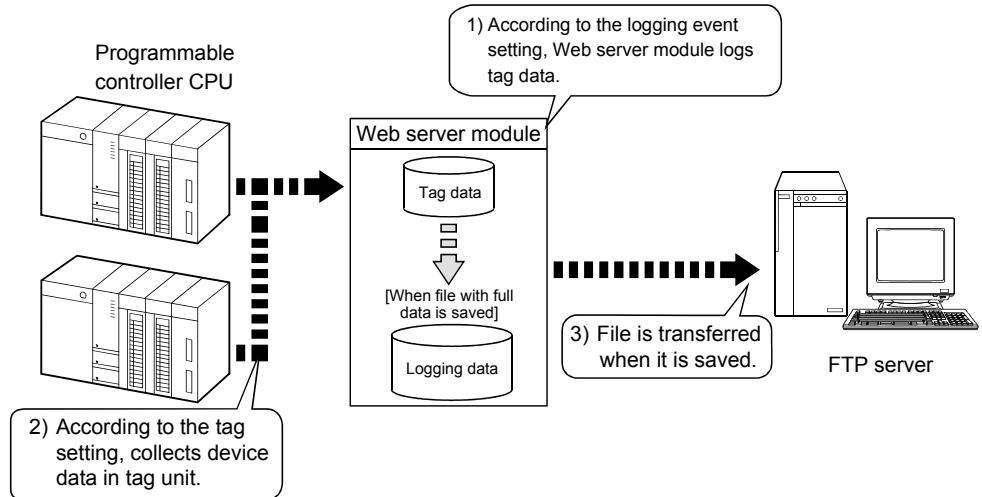 1) According to the logging event
setting, Web server module logs
tag data.
Programmable
controller CPU
Web server module
Tag data
[When file with full
data is saved]
Logging data
3) File is transferred
when it is saved.
FTP server
2) According to the tag
setting, collects device
data in tag unit.